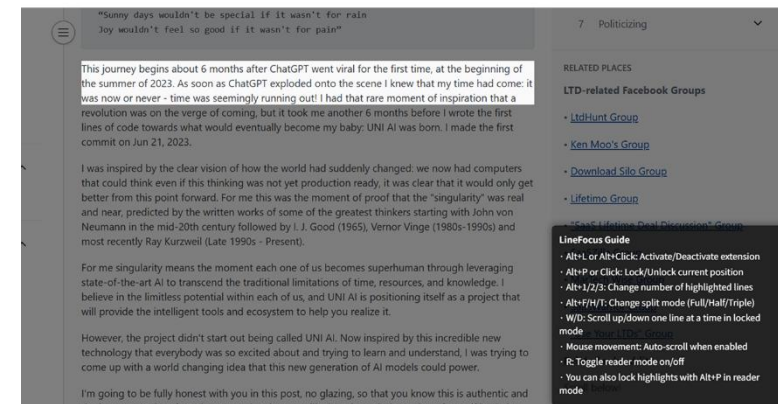 "Sunny days wouldn't be special if it wasn't for rain
Joy wouldn't feel so good if it wasn't for pain"
This journey begins about 6 months after ChatGPT went viral for the first time, at the beginning of
the summer of 2023. As soon as ChatGPT exploded onto the scene I knew that my time had come: it
was now or never - time was seemingly running out! I had that rare moment of inspiration that a
revolution was on the verge of coming, but it took me another 6 months before I wrote the first
lines of code towards what would eventually become my baby: UNI AI was born. I made the first
commit on Jun 21, 2023.
I was inspired by the clear vision of how the world had suddenly changed: we now had computers
that could think even if this thinking was not yet production ready, it was clear that it would only get
better from this point forward. For me this was the moment of proof that the "singularity" was real
and near, predicted by the written works of some of the greatest thinkers starting with John von
Neumann in the mid-20th century followed by I. J. Good (1965), Vernor Vinge (1980s-1990s) and
most recently Ray Kurzweil (Late 1990s - Present).
For me singularity means the moment each one of us becomes superhuman through leveraging
state-of-the-art AI to transcend the traditional limitations of time, resources, and knowledge. I
believe in the limitless potential within each of us, and UNI AI is positioning itself as a project that
will provide the intelligent tools and ecosystem to help you realize it.
However, the project didn't start out being called UNI AI. Now inspired by this incredible new
technology that everybody was so excited about and trying to learn and understand, I was trying to
come up with a world changing idea that this new generation of AI models could power.
I'm going to be fully honest with you in this post, no glazing, so that you know this is authentic and
7 Politicizing
RELATED PLACES
LTD-related Facebook Groups
• LtdHunt Group
• Ken Moo's Group
• Download Silo Group
• Lifetimo Group
• "SaaS Lifetime Deal Discussion" Group
LineFocus Guide
• Alt+L or Alt+Click: Activate/Deactivate extension
• Alt+P or Click: Lock/Unlock current position
• Alt+1/2/3: Change number of highlighted lines
• Alt+F/H/T: Change split mode (Full/Half/Triple)
• W/D: Scroll up/down one line at a time in locked
mode
• Mouse movement: Auto-scroll when enabled
• R: Toggle reader mode on/off
• You can also lock highlights with Alt+P in reader
mode